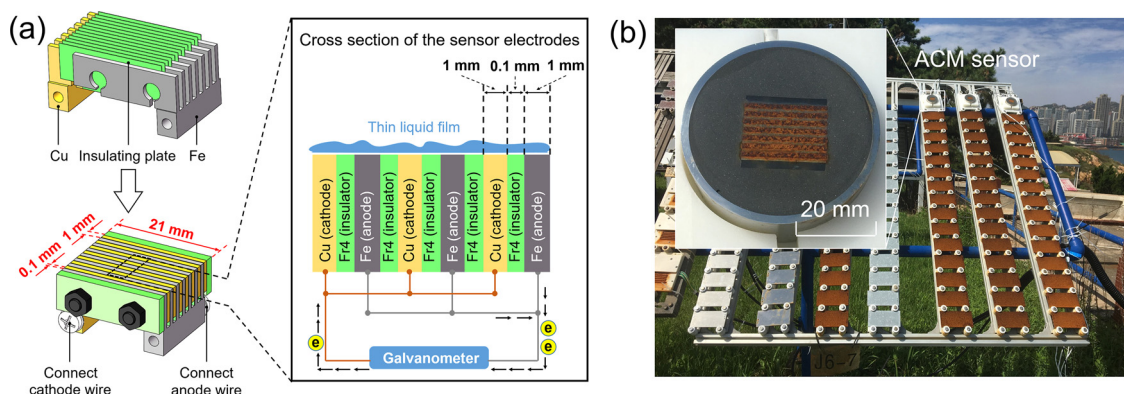 (a)
Cu
Insulating plate
Fe
0.1 mm
1 mm
21 mm
Connect
cathode wire
Connect
anode wire
Cross section of the sensor electrodes
1 mm
0.1 mm
1 mm
Thin liquid film
Cu (cathode)
Fr4 (insulator)
Fe (anode)
Fr4 (insulator)
Cu (cathode)
Fr4 (insulator)
Fe (anode)
Fr4 (insulator)
Cu (cathode)
Fr4 (insulator)
Fe (anode)
e
e
e
Galvanometer
(b)
ACM sensor
20 mm
J6-7